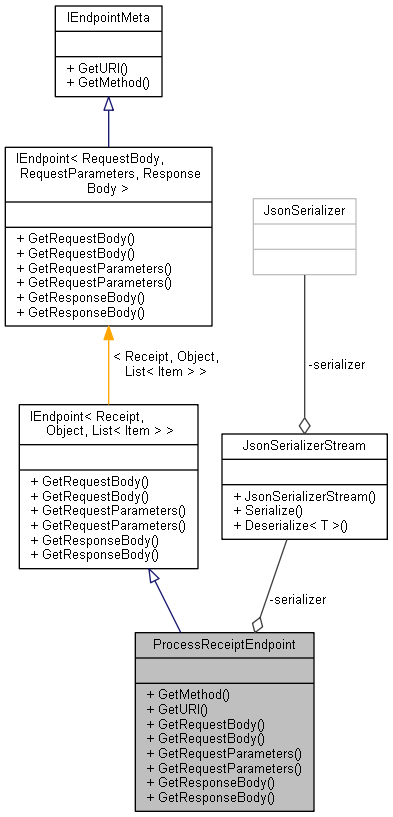 IEndpointMeta
+ GetURI()
+ GetMethod()
IEndpoint< RequestBody,
RequestParameters, Response
Body >
+ GetRequestBody()
+ GetRequestBody()
+ GetRequestParameters()
+ GetRequestParameters()
+ GetResponseBody()
+ GetResponseBody()
JsonSerializer
< Receipt, Object,
List< Item > >
-serializer
IEndpoint< Receipt,
Object, List< Item > >
+ GetRequestBody()
+ GetRequestBody()
+ GetRequestParameters()
+ GetRequestParameters()
+ GetResponseBody()
+ GetResponseBody()
JsonSerializerStream
+ JsonSerializerStream()
+ Serialize()
+ Deserialize< T >()
-serializer
ProcessReceiptEndpoint
+ GetMethod()
+ GetURI()
+ GetRequestBody()
+ GetRequestBody()
+ GetRequestParameters()
+ GetRequestParameters()
+ GetResponseBody()
+ GetResponseBody()